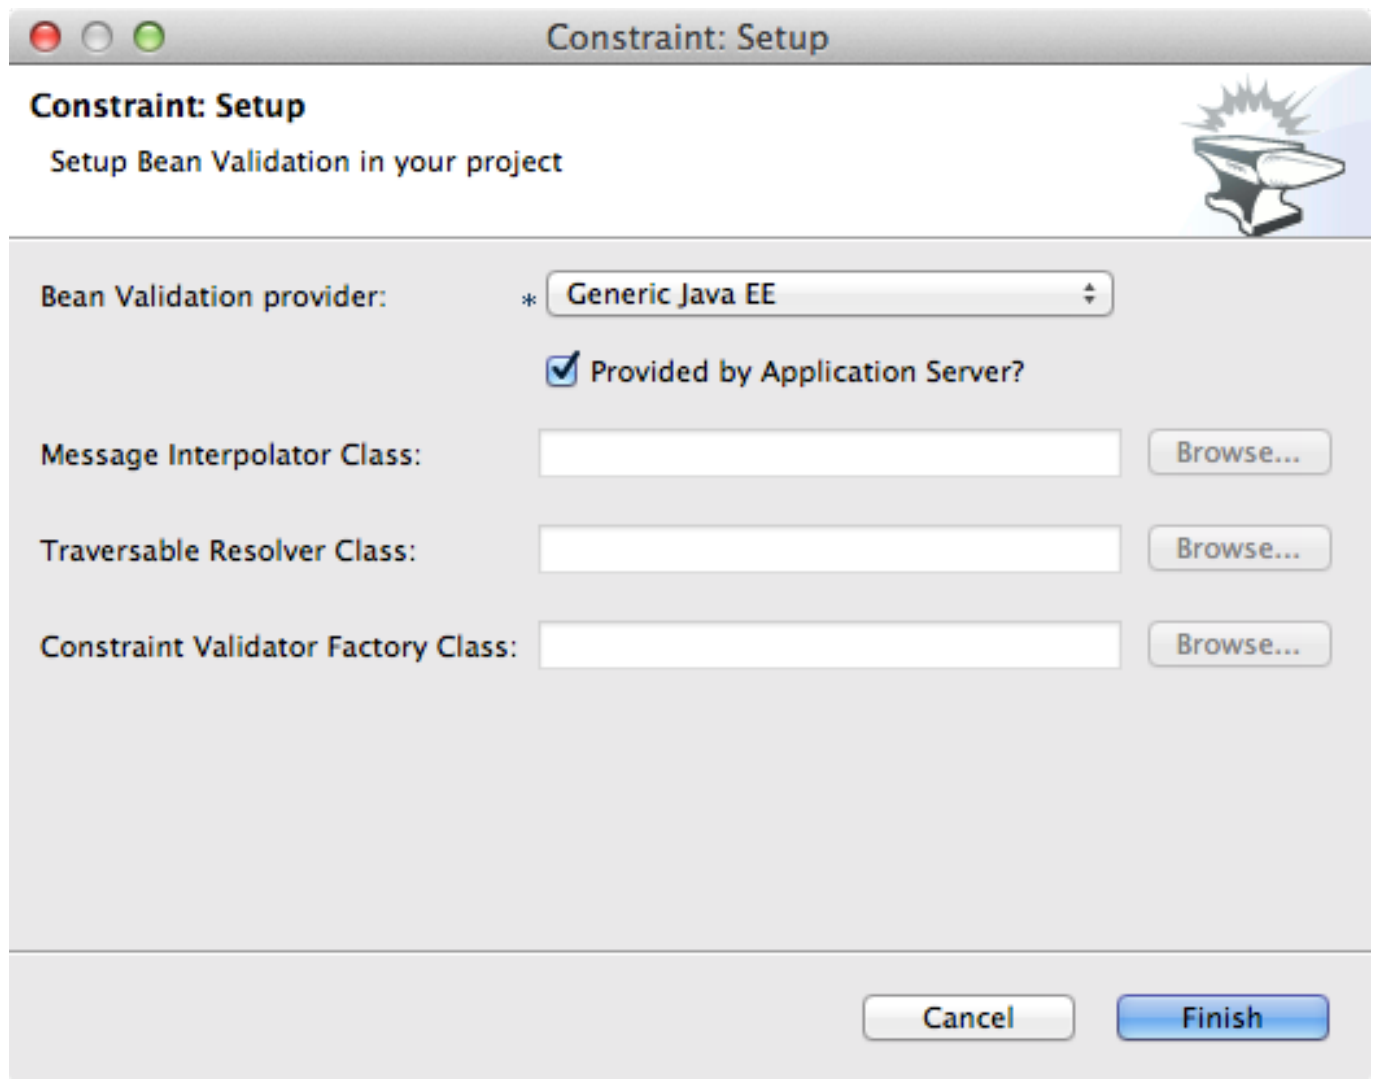 Constraint: Setup
Constraint: Setup
Setup Bean Validation in your project
Bean Validation provider: * Generic Java EE
Provided by Application Server?
Message Interpolator Class: Browse...
Traversable Resolver Class: Browse...
Constraint Validator Factory Class: Browse...
Cancel Finish